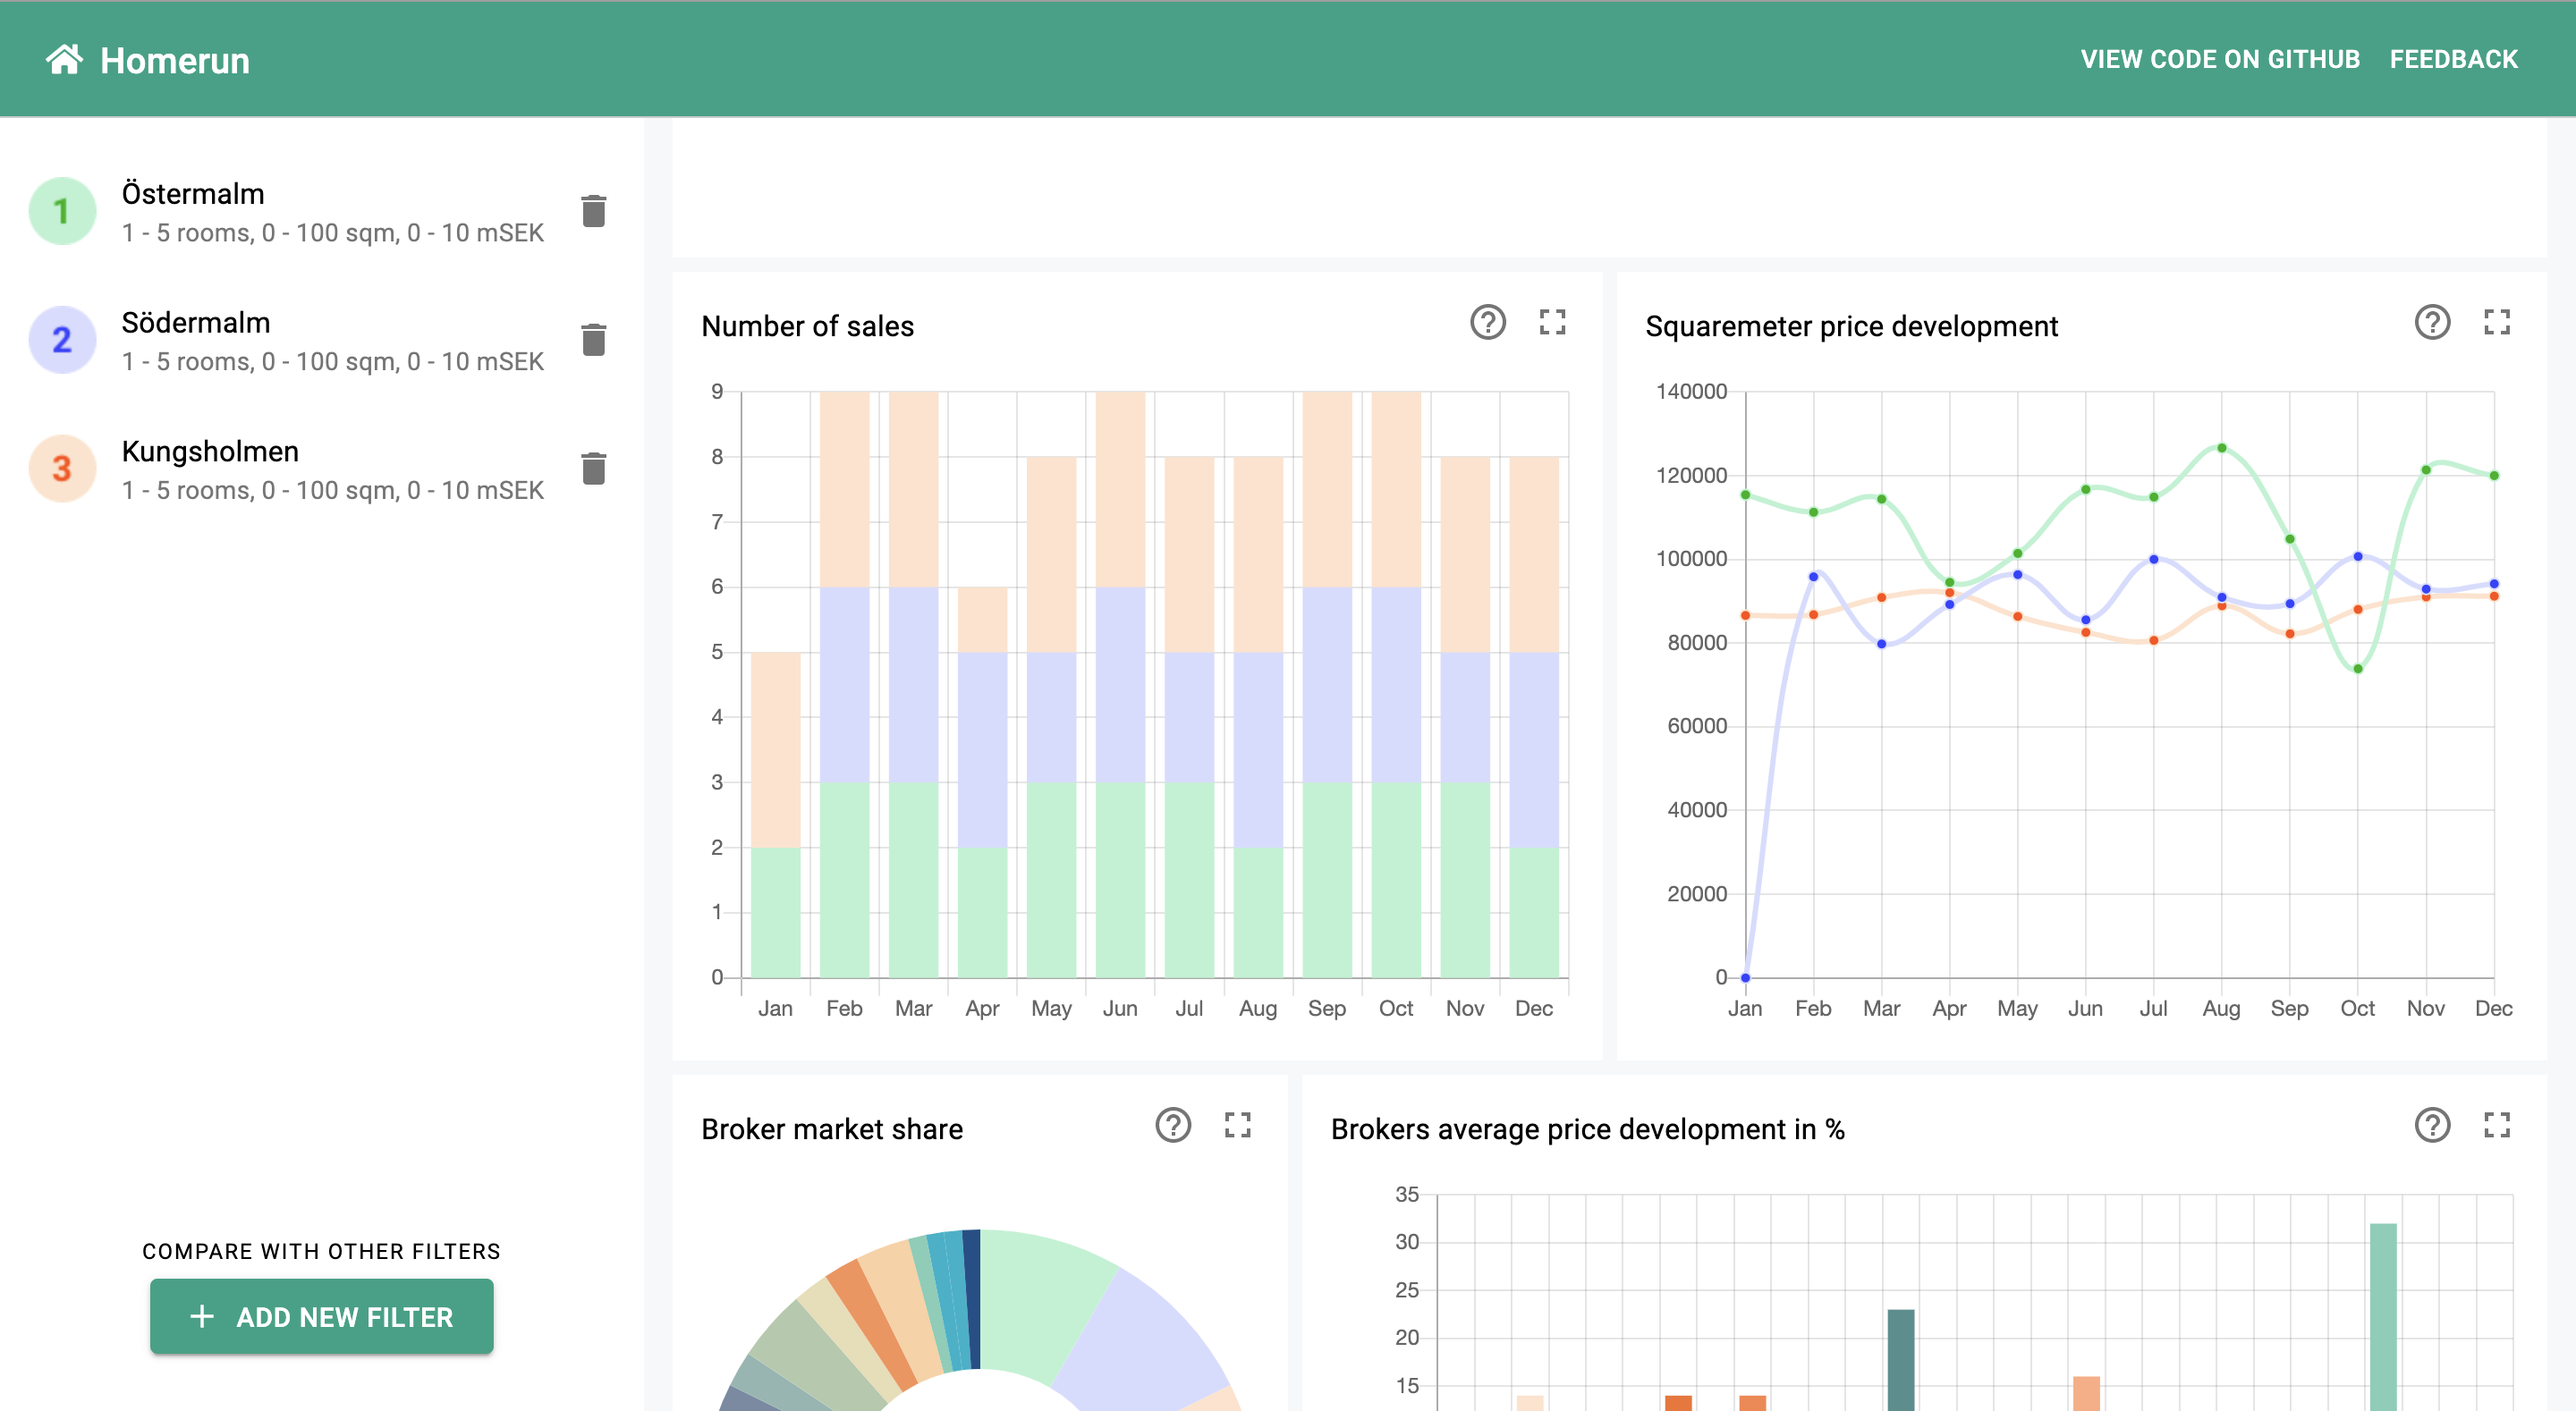 Homerun
VIEW CODE ON GITHUB
FEEDBACK
1
Östermalm
1 - 5 rooms, 0 - 100 sqm, 0 - 10 mSEK
2
Södermalm
1 - 5 rooms, 0 - 100 sqm, 0 - 10 mSEK
3
Kungsholmen
1 - 5 rooms, 0 - 100 sqm, 0 - 10 mSEK
COMPARE WITH OTHER FILTERS
+ ADD NEW FILTER
Number of sales
9
8
7
6
5
4
3
2
1
0
Jan Feb Mar Apr May Jun Jul Aug Sep Oct Nov Dec
Squaremeter price development
140000
120000
100000
80000
60000
40000
20000
0
Jan Feb Mar Apr May Jun Jul Aug Sep Oct Nov Dec
Broker market share
Brokers average price development in %
35
30
25
20
15